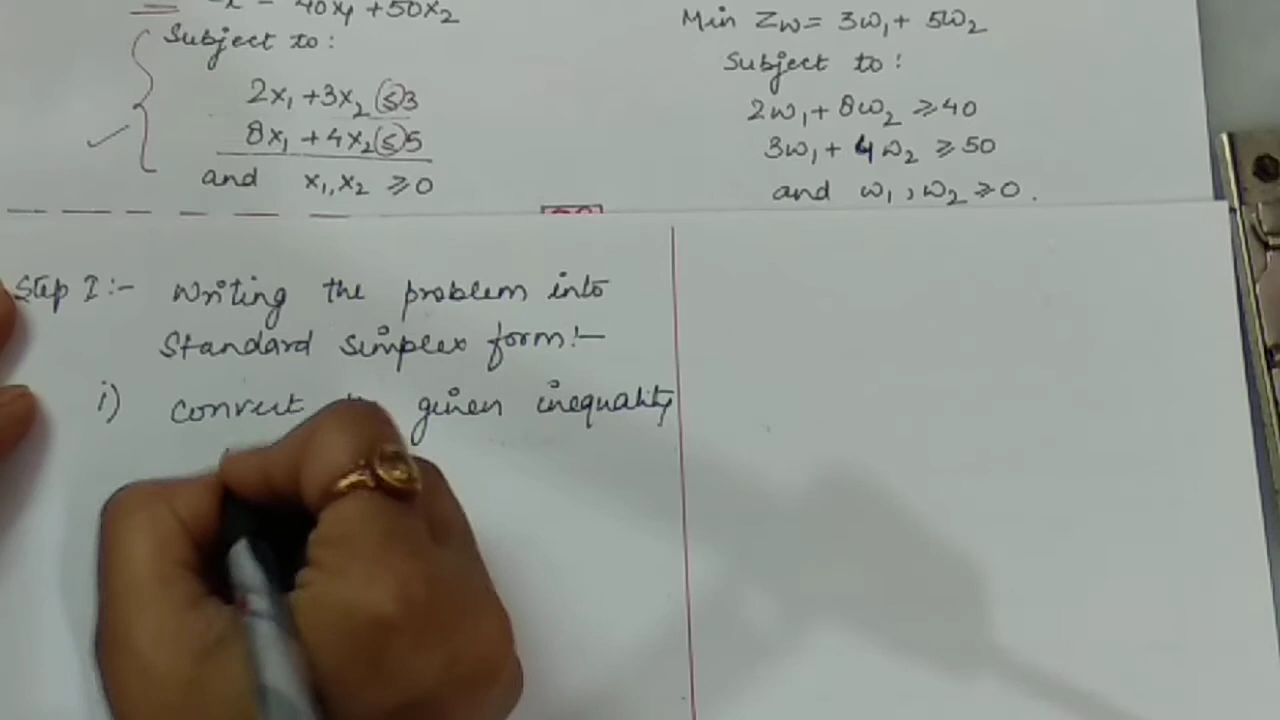 40x1 + 50x2
Subject to:
2x1 + 3x2 ≤ 3
8x1 + 4x2 ≤ 5
and x1, x2 ≥ 0
Min Zw = 3w1 + 5w2
Subject to:
2w1 + 8w2 ≥ 40
3w1 + 4w2 ≥ 50
and w1, w2 ≥ 0.
Step I :- Writing the problem into
Standard simplex form:-
i) convert given inequality